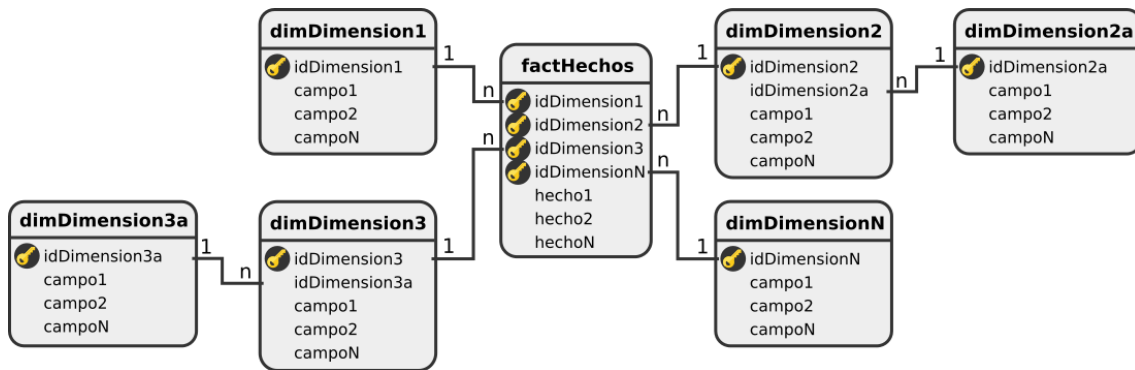 dimDimension1
idDimension1
campo1
campo2
campoN
1
n
factHechos
idDimension1
idDimension2
idDimension3
idDimensionN
hecho1
hecho2
hechoN
n
1
dimDimension2
idDimension2
idDimension2a
campo1
campo2
campoN
n
1
dimDimension2a
idDimension2a
campo1
campo2
campoN
dimDimension3a
idDimension3a
campo1
campo2
campoN
1
n
dimDimension3
idDimension3
idDimension3a
campo1
campo2
campoN
1
n
n
1
dimDimensionN
idDimensionN
campo1
campo2
campoN